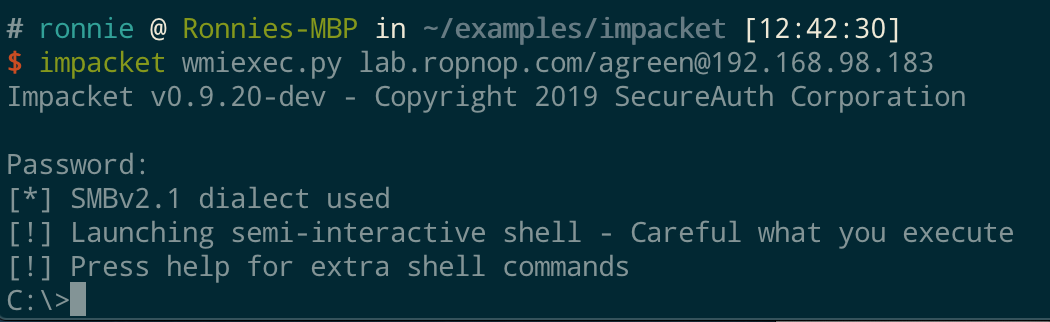 # ronnie @ Ronnies-MBP in ~/examples/impacket [12:42:30]
$ impacket wmiexec.py lab.ropnop.com/agreen@192.168.98.183
Impacket v0.9.20-dev - Copyright 2019 SecureAuth Corporation
Password:
[*] SMBv2.1 dialect used
[!] Launching semi-interactive shell - Careful what you execute
[!] Press help for extra shell commands
C:\>